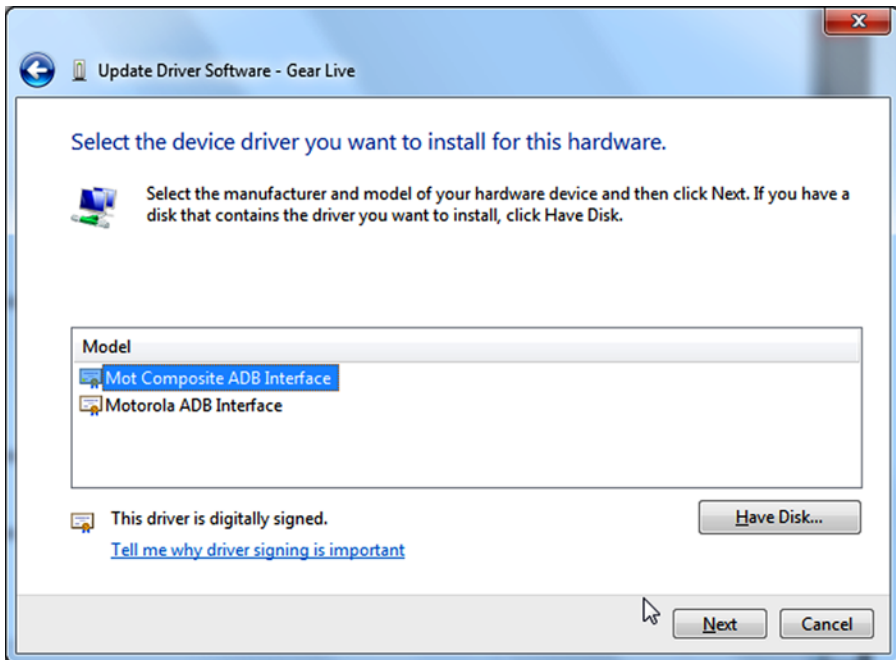 Update Driver Software - Gear Live
Select the device driver you want to install for this hardware.
Select the manufacturer and model of your hardware device and then click Next. If you have a
disk that contains the driver you want to install, click Have Disk.
Model
Mot Composite ADB Interface
Motorola ADB Interface
This driver is digitally signed.
Have Disk...
Tell me why driver signing is important
Next
Cancel